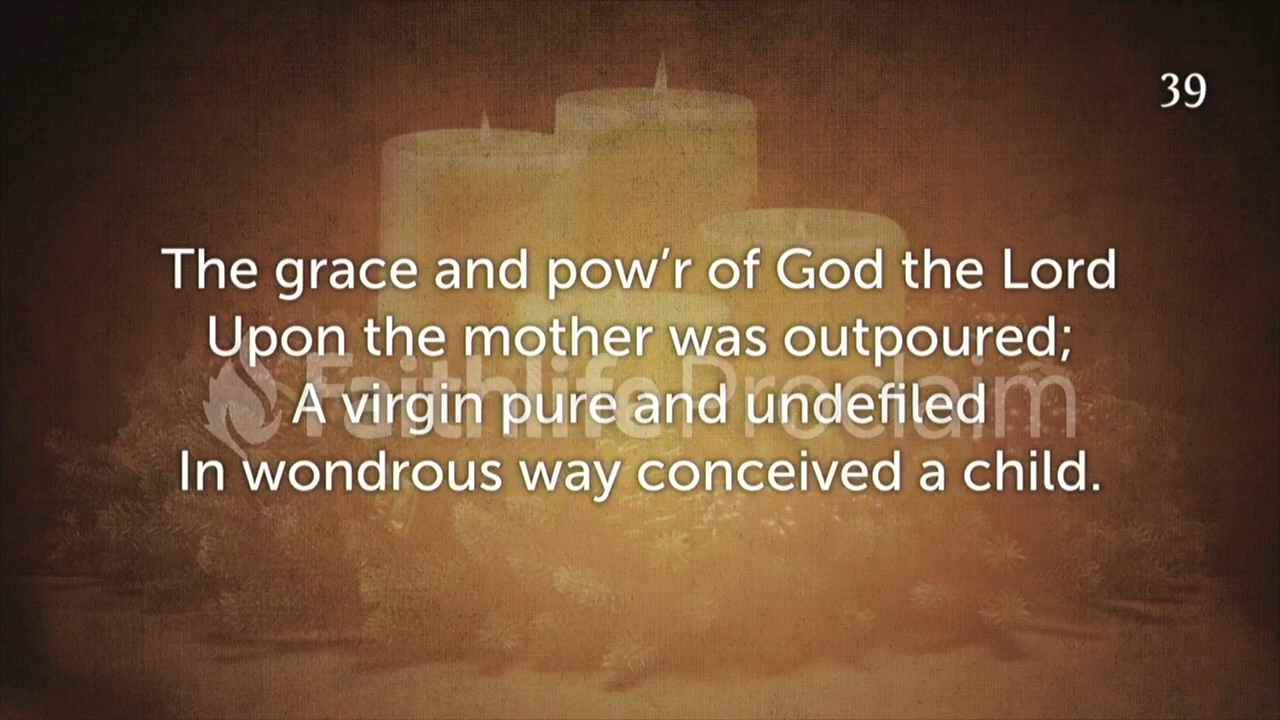 39
The grace and pow’r of God the Lord
Upon the mother was outpoured;
Faithlife Proclaim
A virgin pure and undefiled
In wondrous way conceived a child.